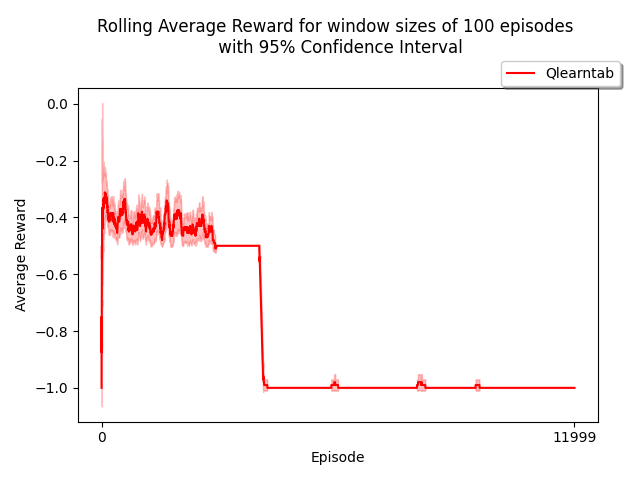 Rolling Average Reward for window sizes of 100 episodes
with 95% Confidence Interval
Qlearntab
0.0
−0.2
−0.4
−0.6
−0.8
−1.0
Average Reward
0
11999
Episode